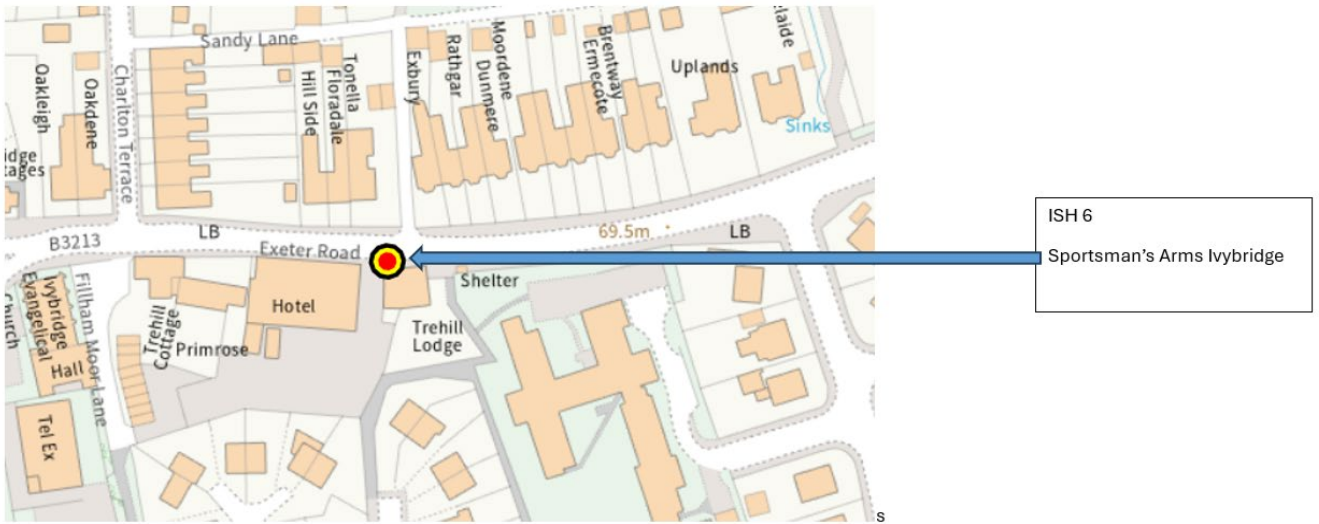 Sandy Lane
Oakleigh
Oakdene
Charlton Terrace
Hill Side
Floradale
Tonella
Exbury
Rathgar
Dunmere
Moordene
Ermecote
Brentway
Uplands
laide
Sinks
idge
tages
B3213
LB
Exeter Road
69.5m
LB
ISH 6
Sportsman's Arms Ivybridge
Church
Evangelical
Ivybridge
Hall
Fillham Moor Lane
Trehill
Cottage
Primrose
Hotel
Shelter
Trehill
Lodge
Tel Ex
s